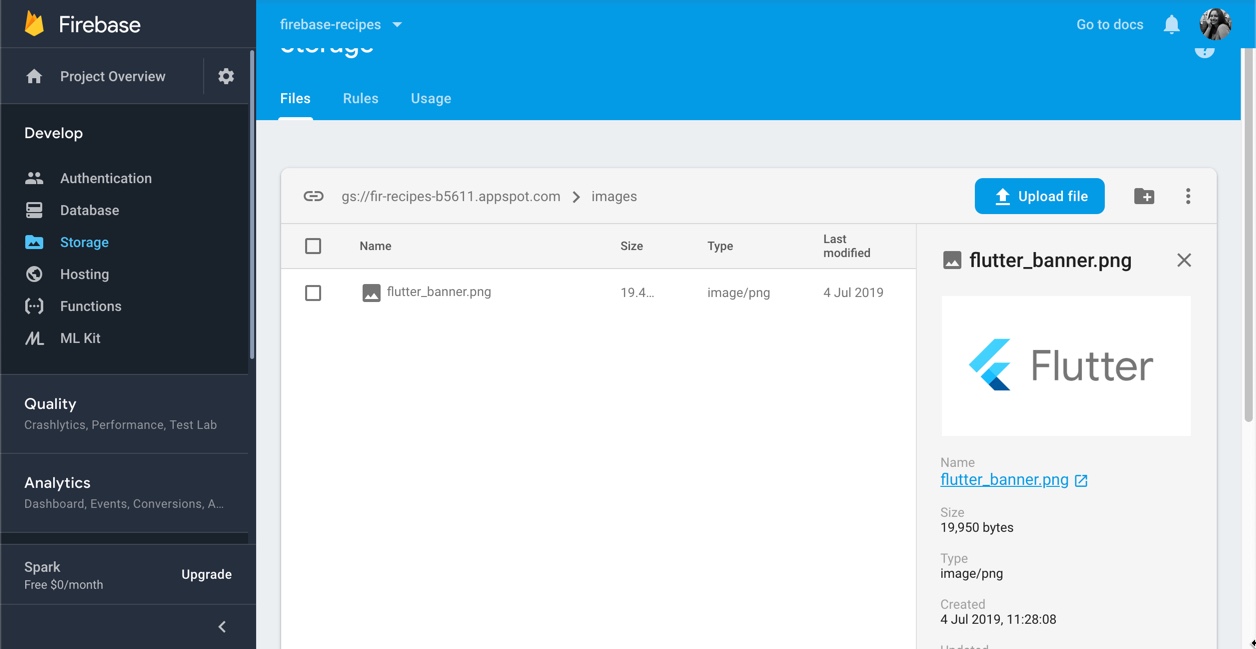 Firebase
Project Overview
Develop
Authentication
Database
Storage
Hosting
Functions
ML Kit
Quality
Crashlytics, Performance, Test Lab
Analytics
Dashboard, Events, Conversions, A...
Spark
Free $0/month
Upgrade
firebase-recipes
Go to docs
Storage
Files Rules Usage
gs://fir-recipes-b5611.appspot.com images
Upload file
Name Size Type Last modified
flutter_banner.png 19.4... image/png 4 Jul 2019
flutter_banner.png
Flutter
Name
flutter_banner.png
Size
19,950 bytes
Type
image/png
Created
4 Jul 2019, 11:28:08
Updated